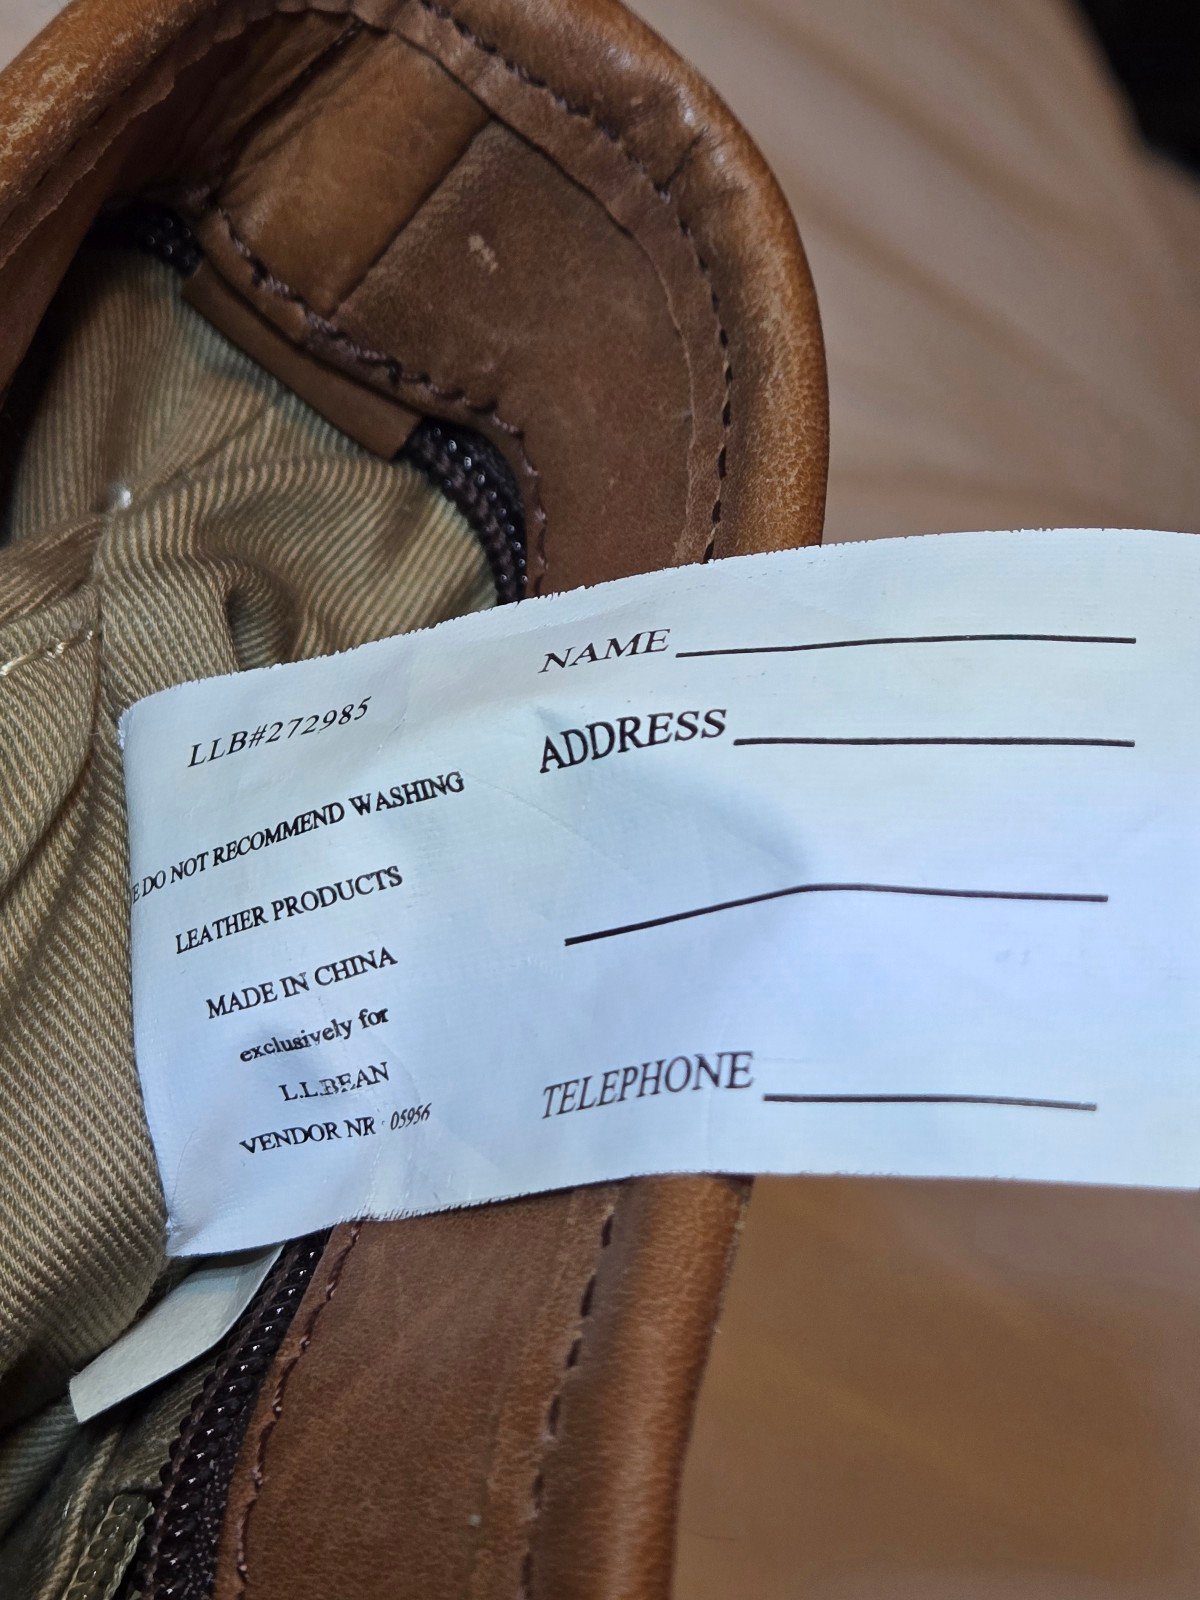 LLB#272985
E DO NOT RECOMMEND WASHING
LEATHER PRODUCTS
MADE IN CHINA
exclusively for
L.L.BEAN
VENDOR NR 05956
NAME
ADDRESS
TELEPHONE